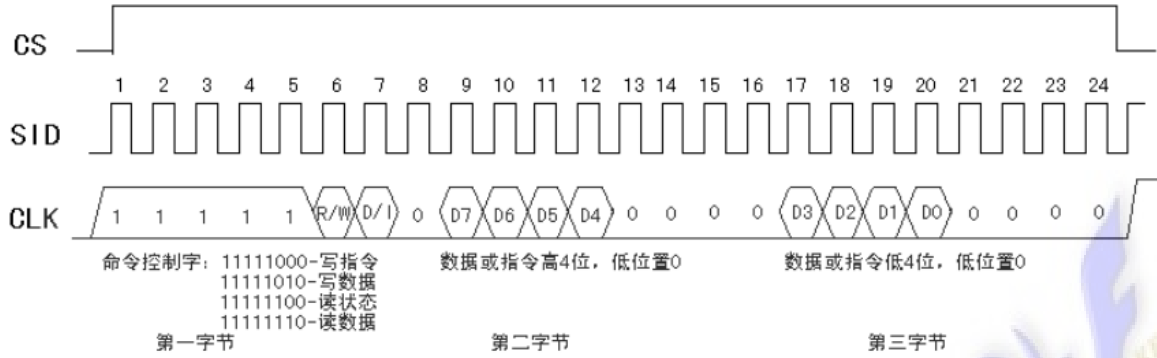 CS
1 2 3 4 5 6 7 8 9 10 11 12 13 14 15 16 17 18 19 20 21 22 23 24
SID
CLK 1 1 1 1 1 R/W D/I 0 D7 D6 D5 D4 0 0 0 0 D3 D2 D1 D0 0 0 0 0
命令控制字：11111000-写指令 数据或指令高4位，低位置0 数据或指令低4位，低位置0
11111010-写数据
11111100-读状态
11111110-读数据
第一字节 第二字节 第三字节